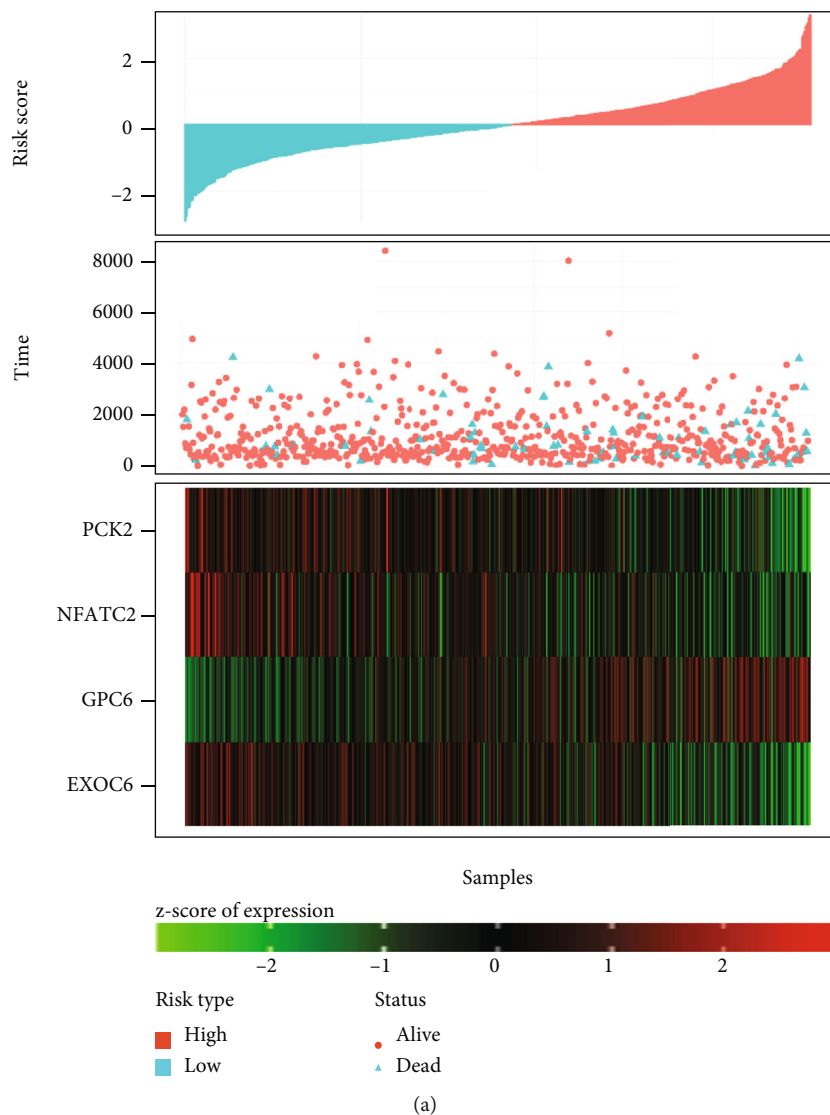 Risk score
2
0
–2
Time
8000
6000
4000
2000
0
PCK2
NFATC2
GPC6
EXOC6
Samples
z-score of expression
–2 –1 0 1 2
Risk type
High
Low
Status
Alive
Dead
(a)